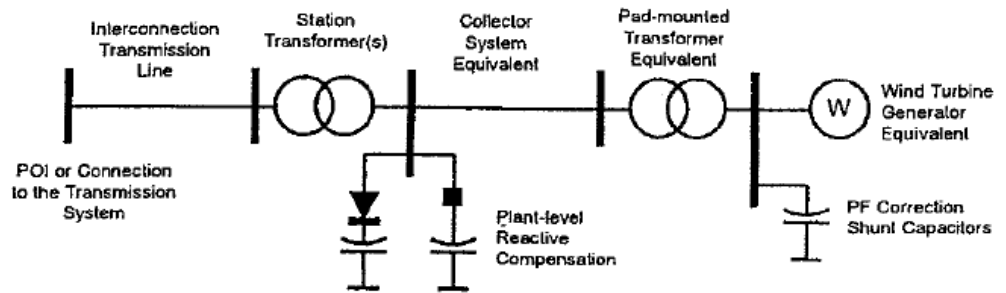 Interconnection
Transmission
Line
Station
Transformer(s)
Collector
System
Equivalent
Pad-mounted
Transformer
Equivalent
W
Wind Turbine
Generator
Equivalent
POI or Connection
to the Transmission
System
Plant-level
Reactive
Compensation
PF Correction
Shunt Capacitors